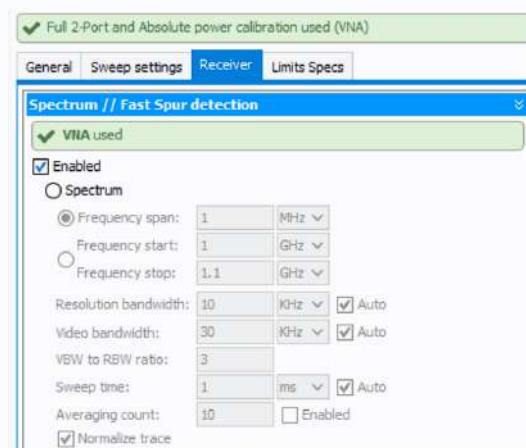 Full 2-Port and Absolute power calibration used (VNA)
General Sweep settings Receiver Limits Specs
Spectrum // Fast Spur detection
VNA used
Enabled
Spectrum
Frequency span: 1 MHz
Frequency start: 1 GHz
Frequency stop: 1.1 GHz
Resolution bandwidth: 10 KHz Auto
Video bandwidth: 30 KHz Auto
VBW to RBW ratio: 3
Sweep time: 1 ms Auto
Averaging count: 10 Enabled
Normalize trace